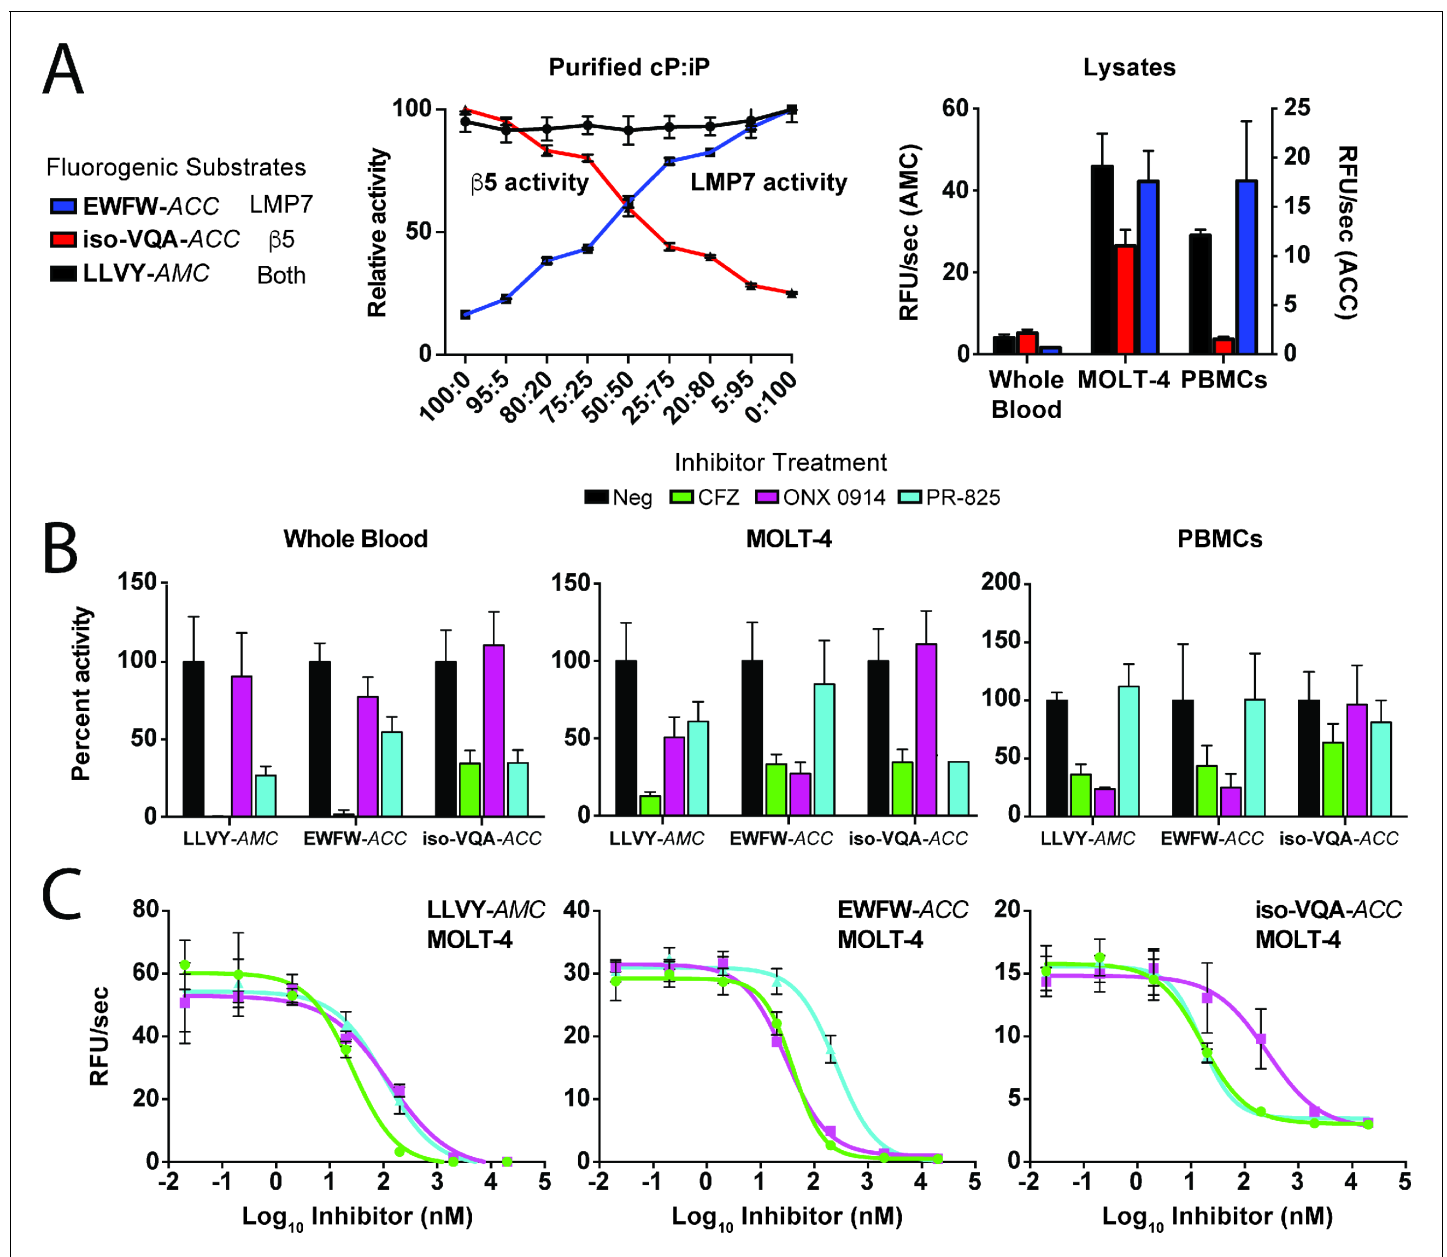 A
Purified cP:iP
Lysates
Fluorogenic Substrates
EWFW-ACC LMP7
iso-VQA-ACC β5
LLVY-AMC Both
Relative activity
100
50
0
β5 activity
LMP7 activity
100:0
95:5
80:20
75:25
50:50
25:75
20:80
5:95
0:100
RFU/sec (AMC)
60
40
20
0
RFU/sec (ACC)
25
20
15
10
5
0
Whole Blood
MOLT-4
PBMCs
Inhibitor Treatment
Neg CFZ ONX 0914 PR-825
B
Whole Blood
MOLT-4
PBMCs
Percent activity
150
100
50
0
LLVY-AMC EWFW-ACC iso-VQA-ACC
150
100
50
0
LLVY-AMC EWFW-ACC iso-VQA-ACC
200
150
100
50
0
LLVY-AMC EWFW-ACC iso-VQA-ACC
C
RFU/sec
80
60
40
20
0
LLVY-AMC
MOLT-4
-2 -1 0 1 2 3 4 5
Log10 Inhibitor (nM)
40
30
20
10
0
EWFW-ACC
MOLT-4
-2 -1 0 1 2 3 4 5
Log10 Inhibitor (nM)
20
15
10
5
0
iso-VQA-ACC
MOLT-4
-2 -1 0 1 2 3 4 5
Log10 Inhibitor (nM)